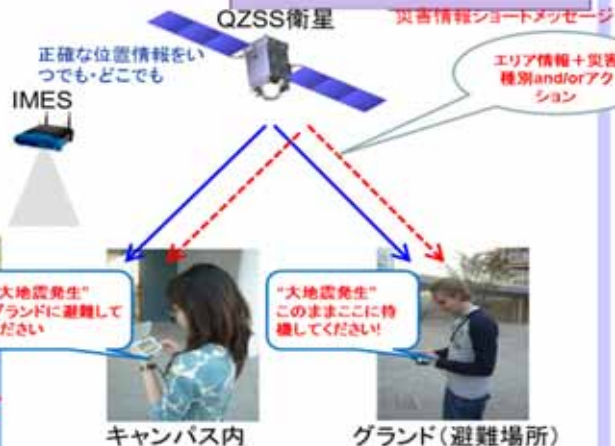 QZSS衛星
災害情報ショートメッセージ
正確な位置情報をい
つでも・どこでも
IMES
エリア情報＋災害
種別and/orアク
ション
大地震発生”
グランドに避難して
ださい
“大地震発生”
このままここに待
機してください!
キャンパス内
グランド（避難場所）